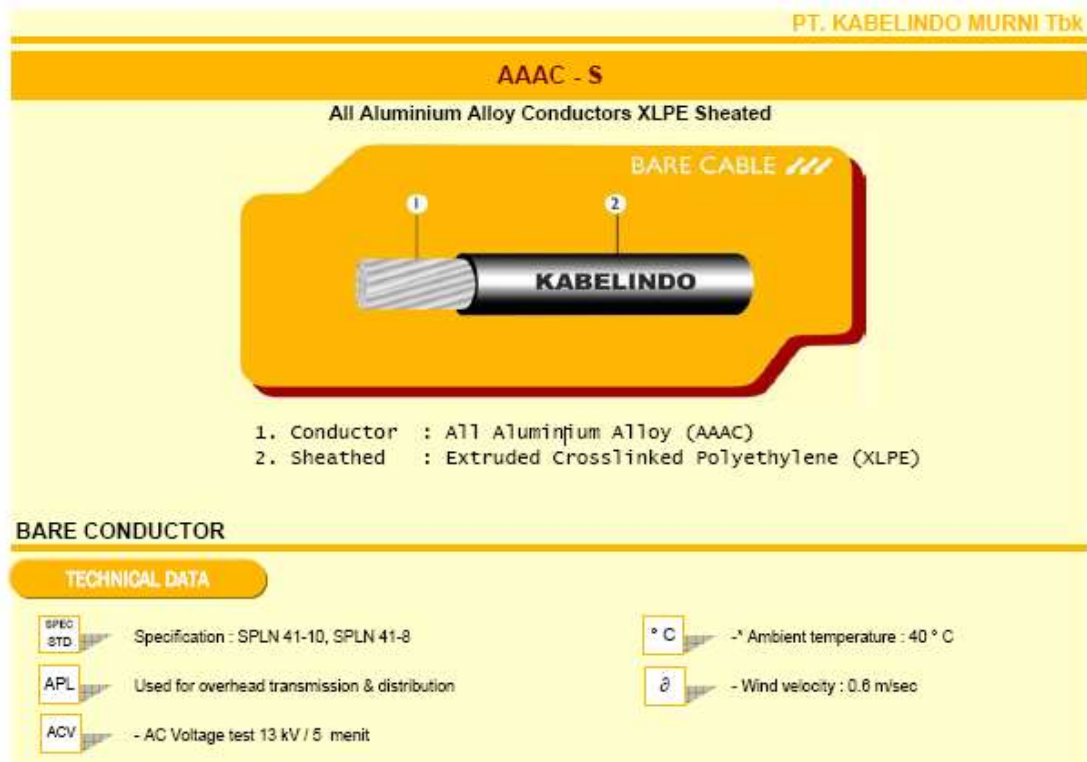 PT. KABELINDO MURNI Tbk
AAAC - S
All Aluminium Alloy Conductors XLPE Sheated
BARE CABLE ///
1 2
KABELINDO
1. Conductor : All Aluminium Alloy (AAAC)
2. Sheathed : Extruded Crosslinked Polyethylene (XLPE)
BARE CONDUCTOR
TECHNICAL DATA
SPEC STD Specification : SPLN 41-10, SPLN 41-8
° C -* Ambient temperature : 40 ° C
APL Used for overhead transmission & distribution
∂ - Wind velocity : 0.6 m/sec
ACV - AC Voltage test 13 kV / 5 menit